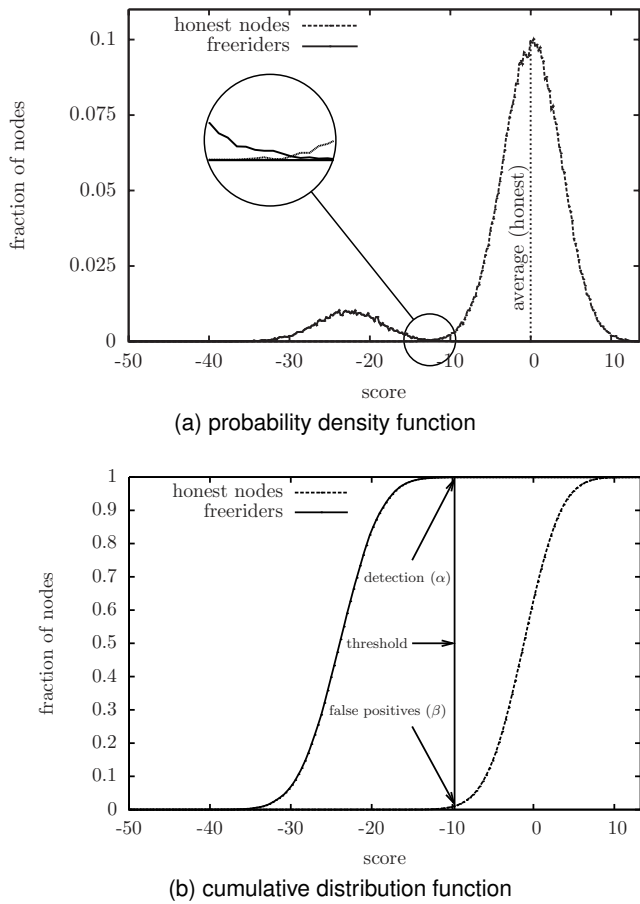 honest nodes
freeriders
0.1
0.075
0.05
0.025
0
fraction of nodes
average (honest)
-50 -40 -30 -20 -10 0 10
score
(a) probability density function
honest nodes
freeriders
1
0.9
0.8
0.7
0.6
0.5
0.4
0.3
0.2
0.1
0
fraction of nodes
detection (α)
threshold
false positives (β)
-50 -40 -30 -20 -10 0 10
score
(b) cumulative distribution function